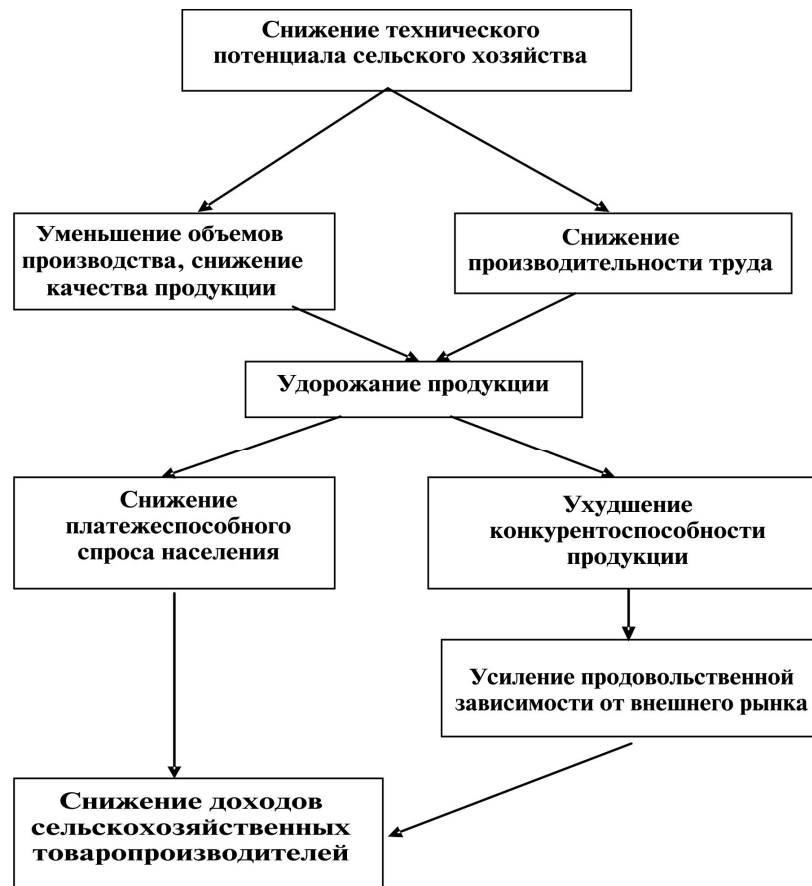 Снижение технического
потенциала сельского хозяйства
Уменьшение объемов
производства, снижение
качества продукции
Снижение
производительности труда
Удорожание продукции
Снижение
платежеспособного
спроса населения
Ухудшение
конкурентоспособности
продукции
Усиление продовольственной
зависимости от внешнего рынка
Снижение доходов
сельскохозяйственных
товаропроизводителей